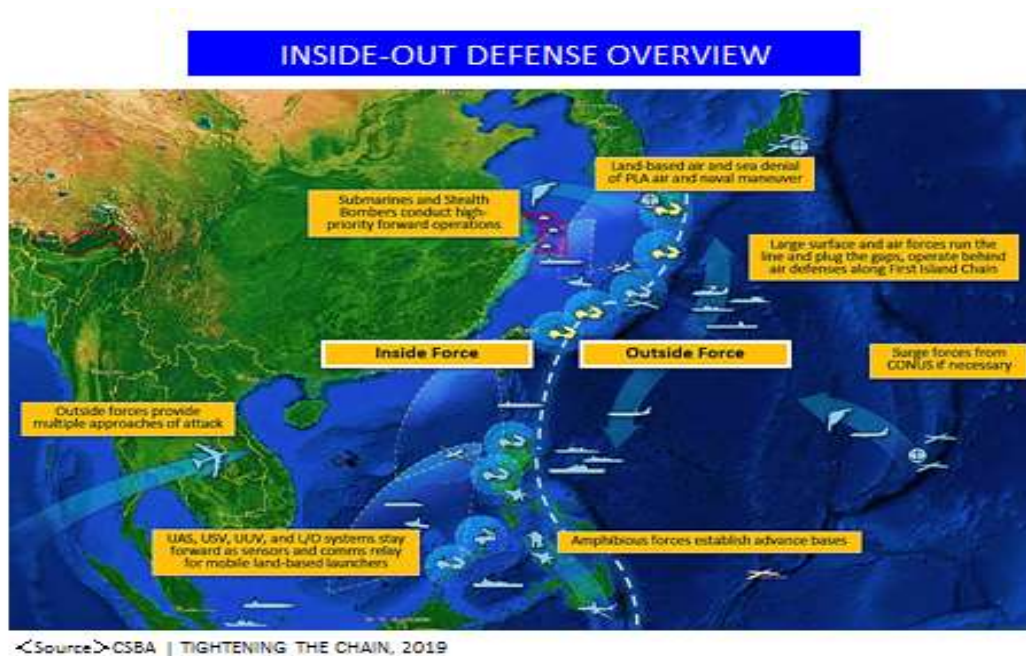 INSIDE-OUT DEFENSE OVERVIEW
Land-based air and sea denial
of PLA air and naval maneuver
Submarines and Stealth
Bombers conduct high-
priority forward operations
Large surface and air forces run the
line and plug the gaps, operate behind
air defenses along First Island Chain
Inside Force
Outside Force
Surge forces from
CONUS if necessary
Outside forces provide
multiple approaches of attack
UAS, USV, UUV, and L/D systems stay
forward as sensors and comms relay
for mobile land-based launchers
Amphibious forces establish advance bases
<Source>CSBA | TIGHTENING THE CHAIN, 2019